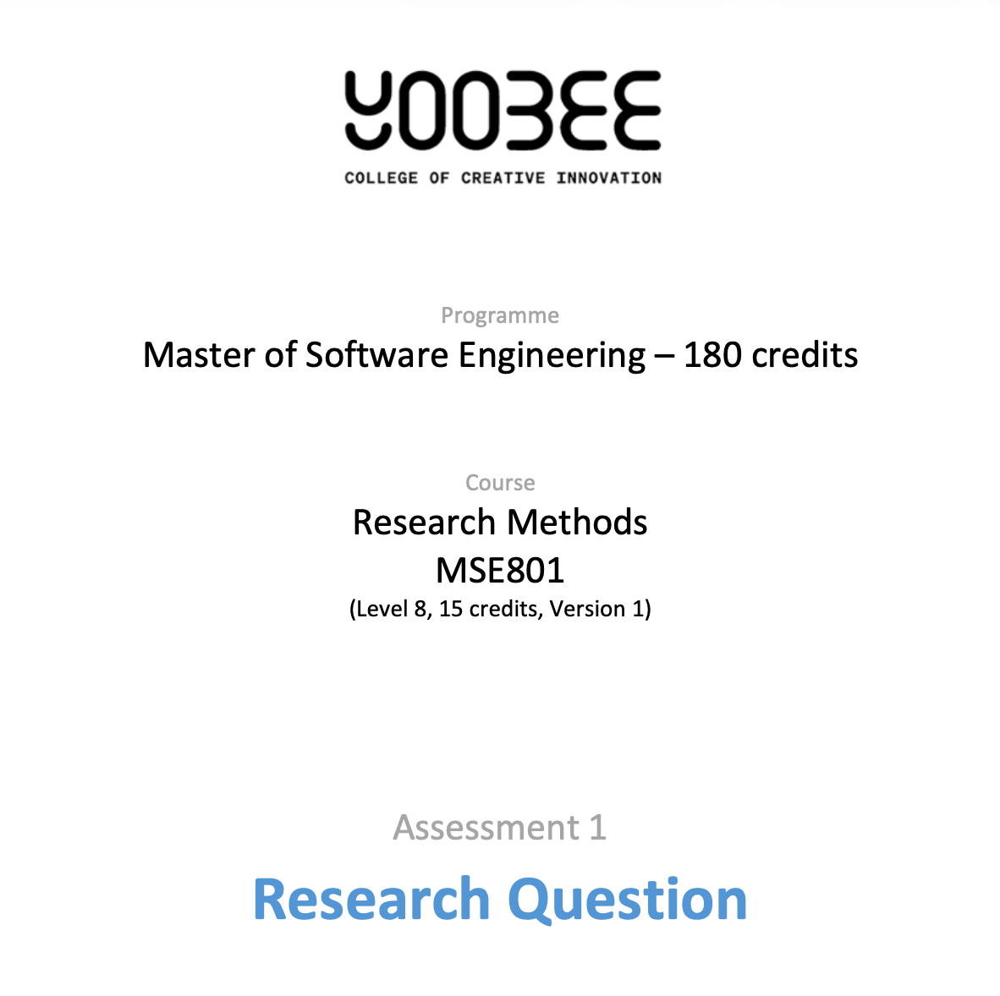 YOOBEE
COLLEGE OF CREATIVE INNOVATION
Programme
Master of Software Engineering – 180 credits
Course
Research Methods
MSE801
(Level 8, 15 credits, Version 1)
Assessment 1
Research Question